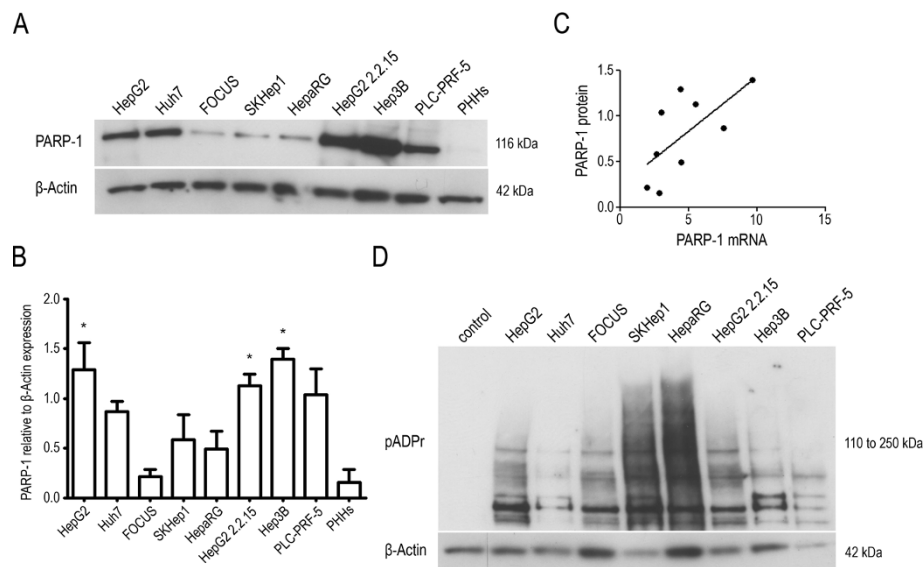 A
HepG2
Huh7
FOCUS
SKHep1
HepaRG
HepG2 2.2.15
Hep3B
PLC-PRF-5
PHHs
PARP-1
116 kDa
β-Actin
42 kDa
B
PARP-1 relative to β-Actin expression
2.0
1.5
1.0
0.5
0.0
*
*
*
HepG2
Huh7
FOCUS
SKHep1
HepaRG
HepG2 2.2.15
Hep3B
PLC-PRF-5
PHHs
C
PARP-1 protein
1.5
1.0
0.5
0.0
0
5
10
15
PARP-1 mRNA
D
control
HepG2
Huh7
FOCUS
SKHep1
HepaRG
HepG2 2.2.15
Hep3B
PLC-PRF-5
pADPr
110 to 250 kDa
β-Actin
42 kDa